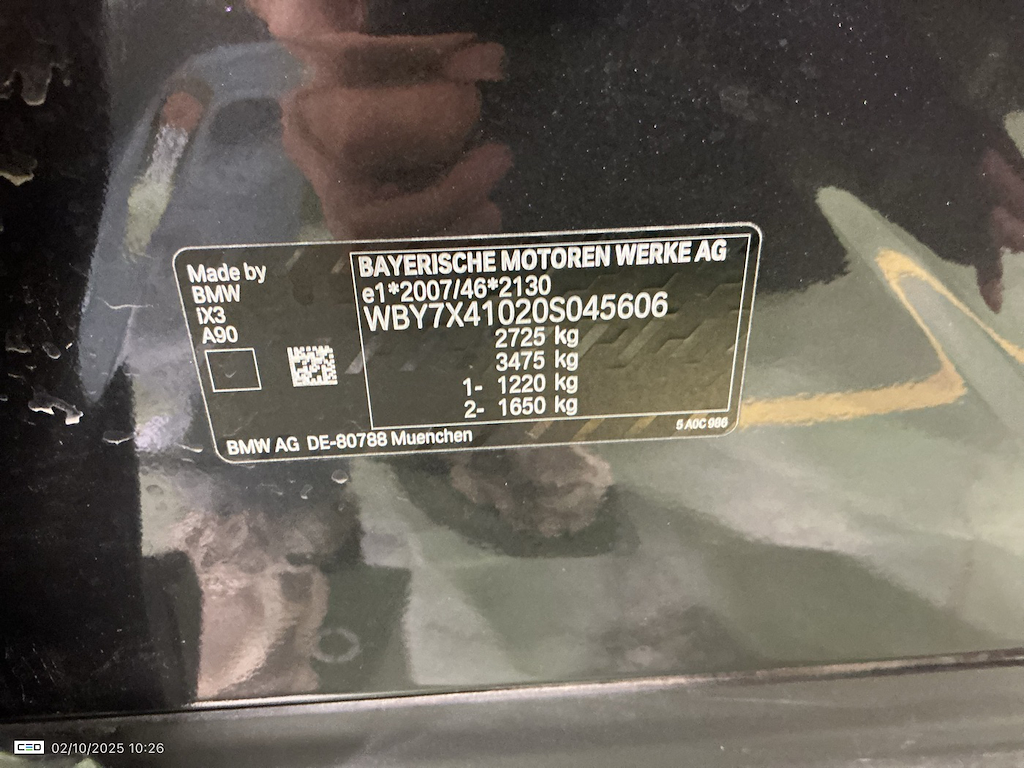 Made by
BMW
IX3
A90
BAYERISCHE MOTOREN WERKE AG
e1*2007/46*2130
WBY7X41020S045606
2725 kg
3475 kg
1- 1220 kg
2- 1650 kg
BMW AG DE-80788 Muenchen
5 A0C 986
CEO 02/10/2025 10:26